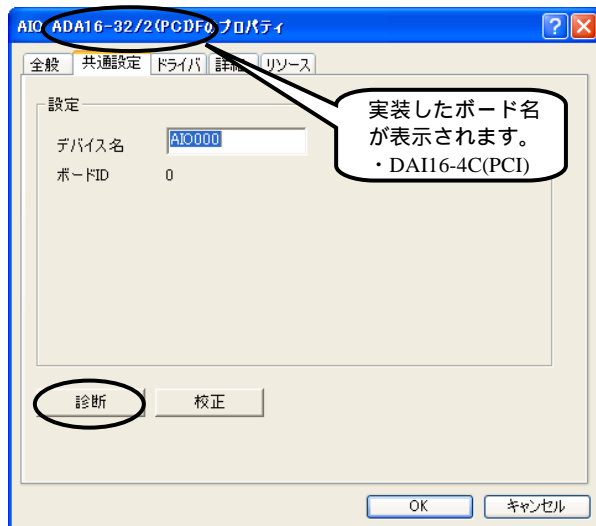 AIO ADA16-32/2(PCI)Fのプロパティ
全般 共通設定 ドライバ 詳細 リソース
設定
デバイス名 AIO000
ボードID 0
実装したボード名
が表示されます。
・DAI16-4C(PCI)
診断 校正
OK キャンセル